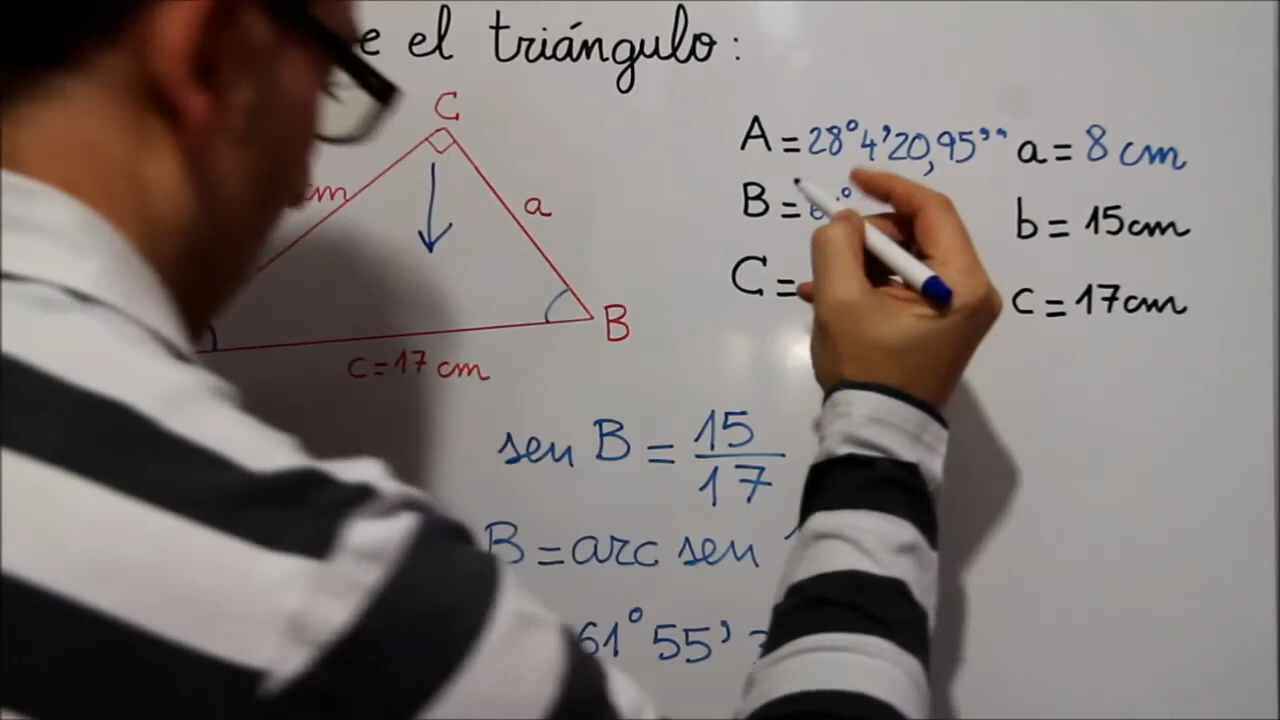 e el triángulo:
C
cm
a
B
c=17 cm
A = 28°4'20,95'' a = 8 cm
B =
b = 15cm
C =
c = 17cm
sen B = 15/17
B = arc sen
61° 55'